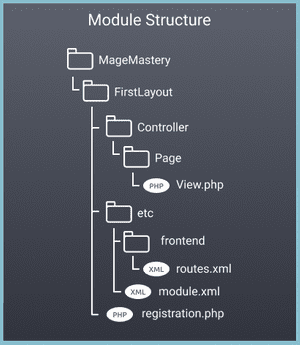 Module Structure
MageMastery
FirstLayout
Controller
Page
PHP View.php
etc
frontend
XML routes.xml
XML module.xml
PHP registration.php